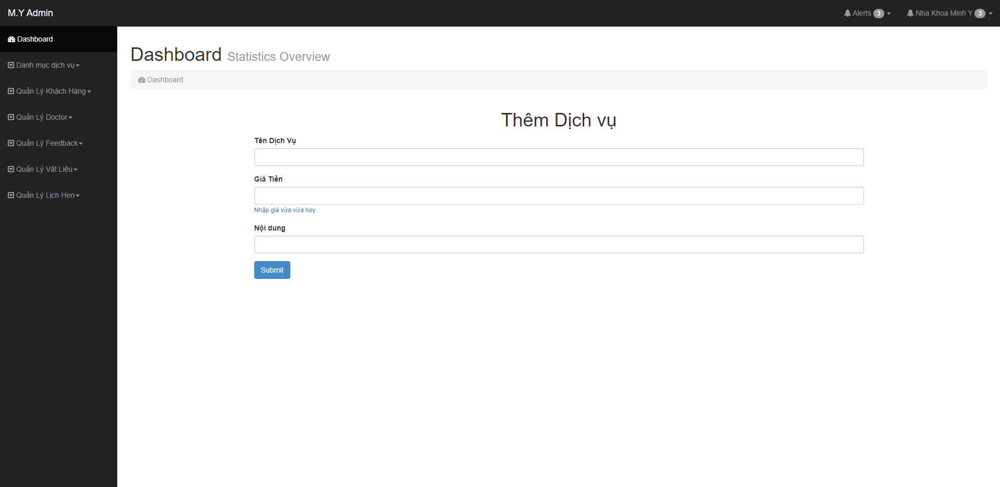 M.Y Admin
Alerts 3
Nha Khoa Minh Y 3
Dashboard
Danh mục dịch vụ
Quản Lý Khách Hàng
Quản Lý Doctor
Quản Lý Feedback
Quản Lý Vật Liệu
Quản Lý Lịch Hẹn
Dashboard Statistics Overview
Dashboard
Thêm Dịch vụ
Tên Dịch Vụ
Giá Tiền
Nhập giá vừa vừa hoy.
Nội dung
Submit